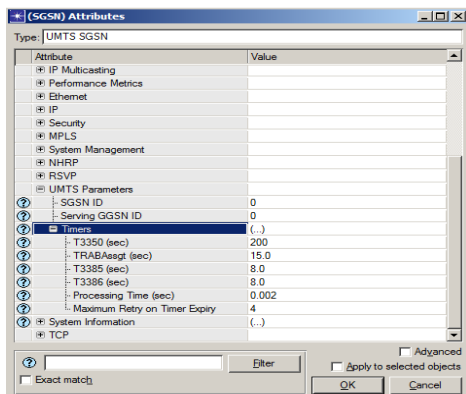 (SGSN) Attributes
Type: UMTS SGSN
Attribute Value
IP Multicasting
Performance Metrics
Ethernet
IP
Security
MPLS
System Management
NHRP
RSVP
UMTS Parameters
SGSN ID 0
Serving GGSN ID 0
Timers (...)
T3350 (sec) 200
TRABAssgt (sec) 15.0
T3385 (sec) 8.0
T3386 (sec) 8.0
Processing Time (sec) 0.002
Maximum Retry on Timer Expiry 4
System Information (...)
TCP
Advanced
Filter Apply to selected objects
Exact match
OK Cancel